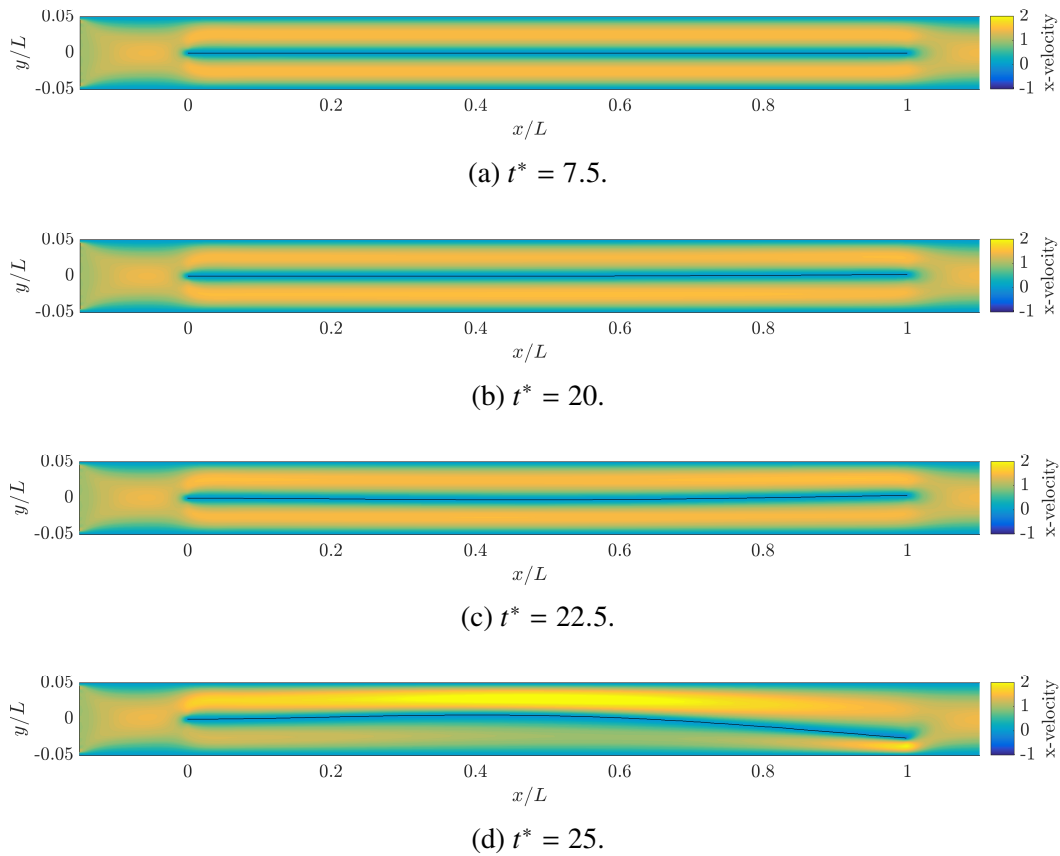 0.05
0
-0.05
y/L
0 0.2 0.4 0.6 0.8 1
x/L
2
1
0
-1
x-velocity
(a) t* = 7.5.
0.05
0
-0.05
y/L
0 0.2 0.4 0.6 0.8 1
x/L
2
1
0
-1
x-velocity
(b) t* = 20.
0.05
0
-0.05
y/L
0 0.2 0.4 0.6 0.8 1
x/L
2
1
0
-1
x-velocity
(c) t* = 22.5.
0.05
0
-0.05
y/L
0 0.2 0.4 0.6 0.8 1
x/L
2
1
0
-1
x-velocity
(d) t* = 25.